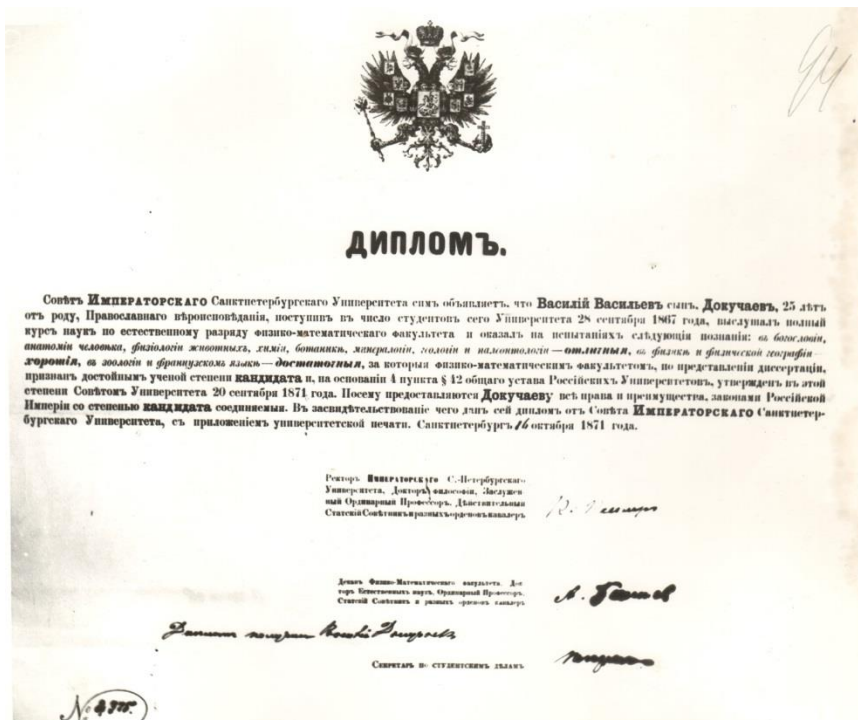 94
ДИПЛОМЪ.
Совѣтъ ИМПЕРАТОРСКАГО Санктпетербургскаго Университета симъ объявляетъ, что Василій Васильевъ сынъ, Докучаевъ, 25 лѣтъ
отъ роду, Православнаго вѣроисповѣданія, поступивъ въ число студентовъ сего Университета 28 сентября 1867 года, выслушалъ полный
курсъ наукъ по естественному разряду физико-математическаго факультета и оказалъ на испытаніяхъ слѣдующія познанія: въ богословіи,
анатоміи человѣка, физіологіи животныхъ, химіи, ботаникѣ, минералогіи, геологіи и палеонтологіи — отличныя, въ физикѣ и физической географіи —
хорошія, въ зоологіи и французскомъ языкѣ — достаточныя, за которыя физико-математическимъ факультетомъ, по представленіи диссертаціи,
признанъ достойнымъ ученой степени кандидата и, на основаніи 4 пункта § 42 общаго устава Россійскихъ Университетовъ, утвержденъ въ этой
степени Совѣтомъ Университета 20 сентября 1871 года. Посему предоставляются Докучаеву всѣ права и преимущества, законами Россійской
Имперіи со степенью кандидата соединяемыя. Въ засвидѣтельствованіе чего данъ сей дипломъ отъ Совѣта ИМПЕРАТОРСКАГО Санктпетер-
бургскаго Университета, съ приложеніемъ университетской печати. Санктпетербургъ 16 октября 1871 года.
Ректоръ ИМПЕРАТОРСКАГО С.-Петербургскаго
Университета, Докторъ философіи, Заслужен-
ный Ординарный Профессоръ, Дѣйствительный
Статскій Совѣтникъ и разныхъ орденовъ кавалеръ
Деканъ Физико-Математическаго факультета, Док-
торъ Естественныхъ наукъ, Ординарный Профессоръ,
Статскій Совѣтникъ и разныхъ орденовъ кавалеръ
А.
Дипломъ получилъ Василій Докучаевъ
Секретарь по студентскимъ дѣламъ
№